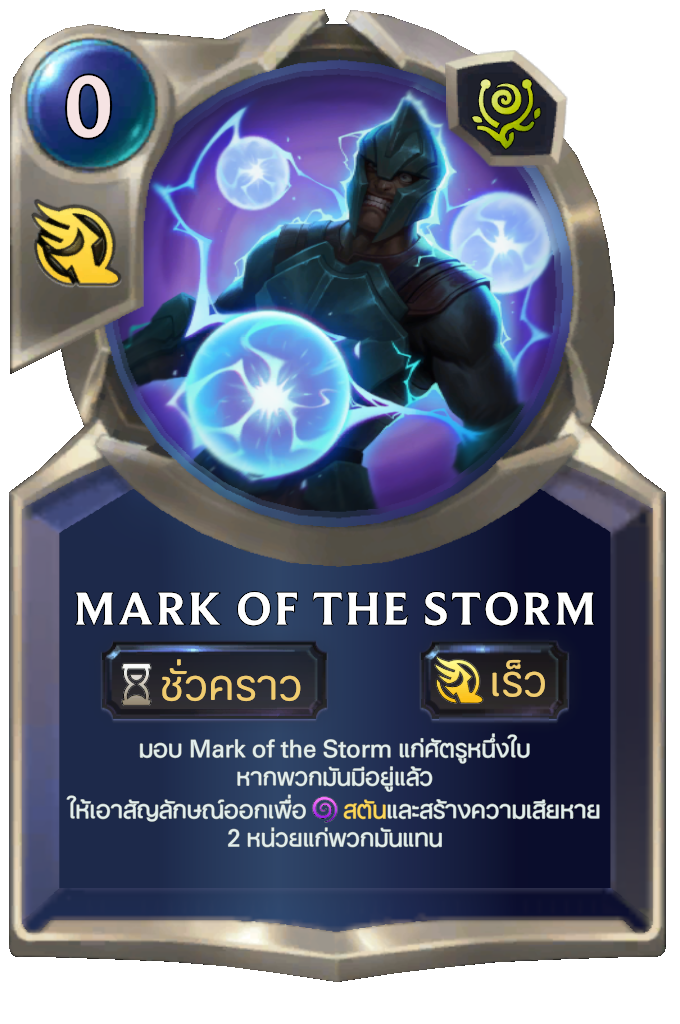 0
MARK OF THE STORM
ชั่วคราว เร็ว
มอบ Mark of the Storm แก่ศัตรูหนึ่งใบ
หากพวกมันมีอยู่แล้ว
ให้เอาสัญลักษณ์ออกเพื่อ สตันและสร้างความเสียหาย
2 หน่วยแก่พวกมันแทน